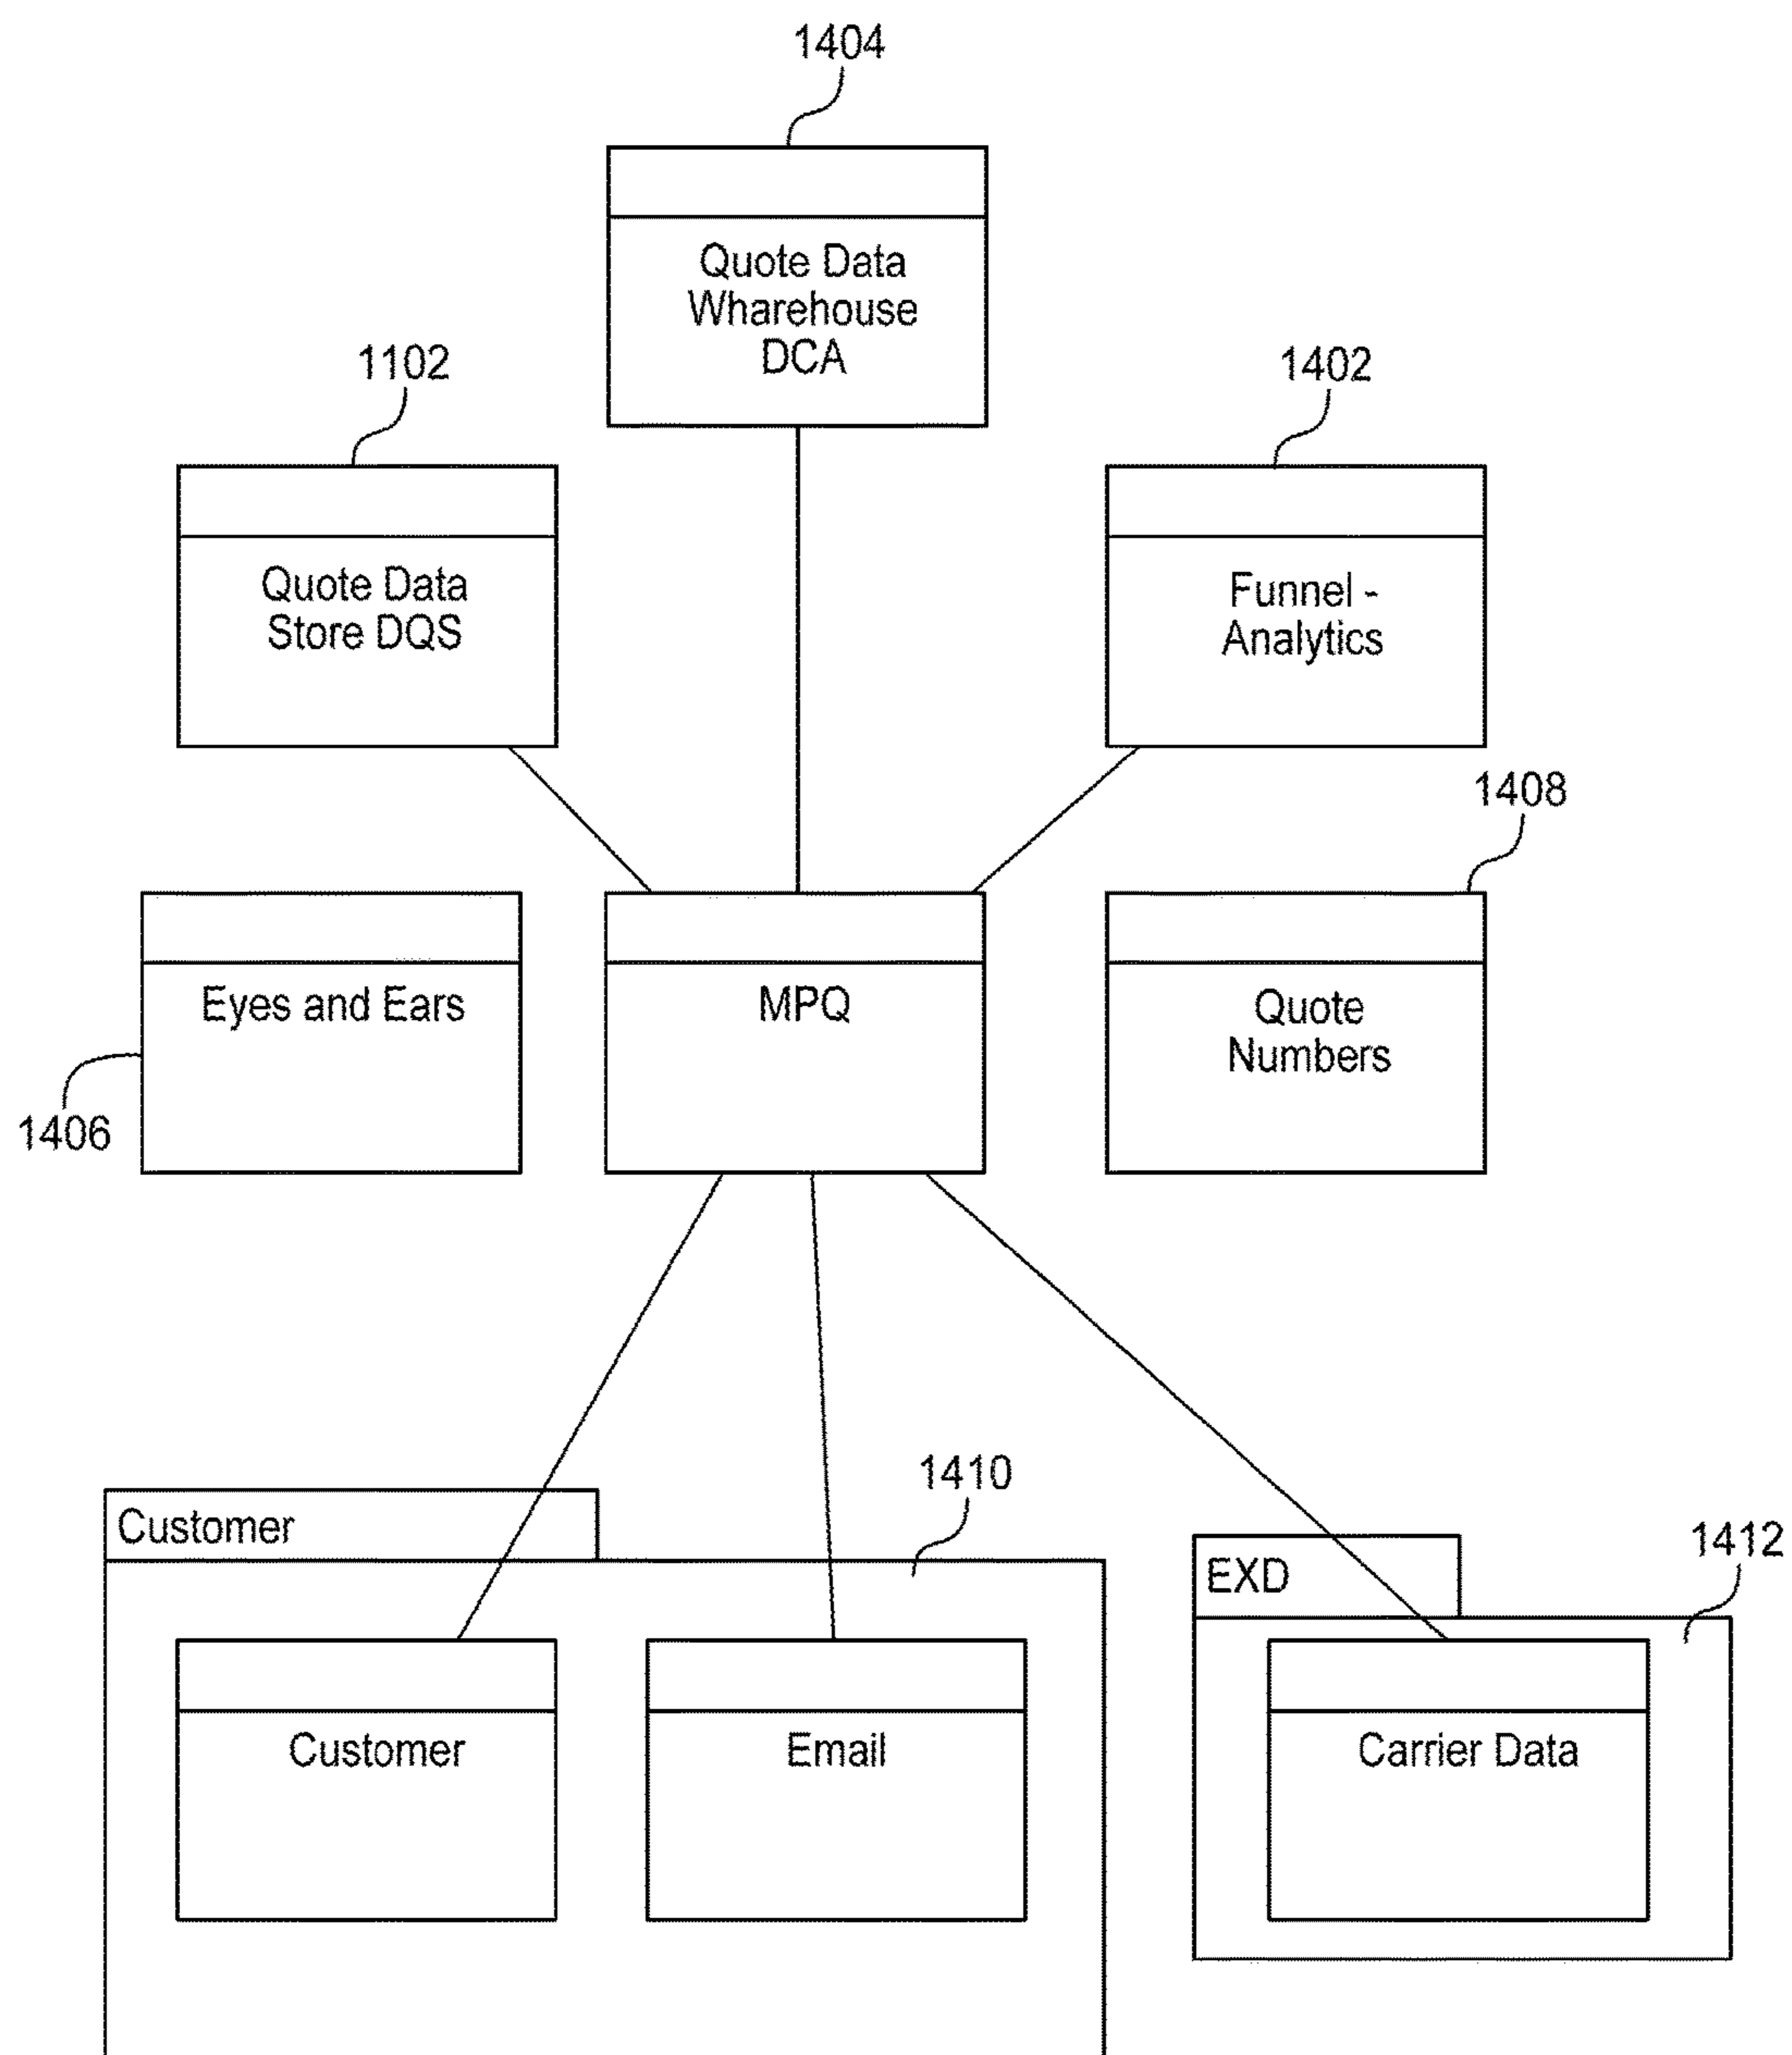 1404
Quote Data
Wharehouse
DCA
1102
1402
Quote Data
Store DQS
Funnel -
Analytics
1408
Eyes and Ears
MPQ
Quote
Numbers
1406
1410
Customer
1412
EXD
Customer
Email
Carrier Data